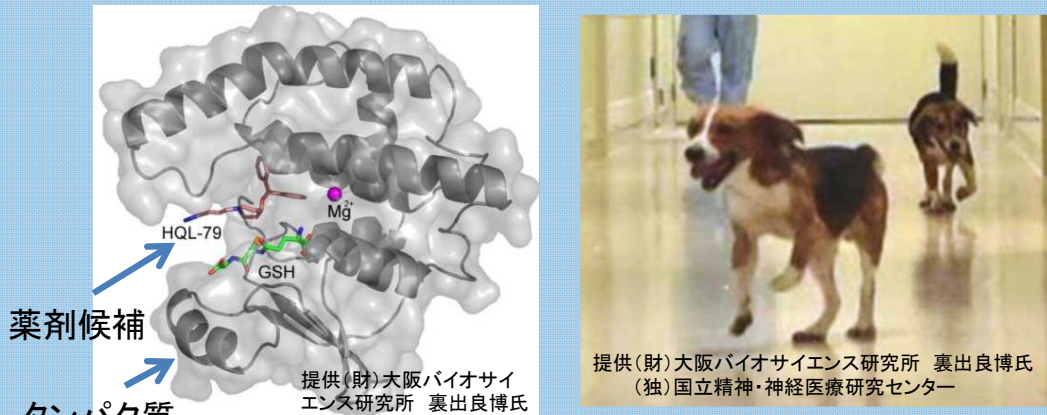 HQL-79
Mg2+
GSH
薬剤候補
タンパク質
提供(財)大阪バイオサイ
エンス研究所 裏出良博氏
提供(財)大阪バイオサイエンス研究所 裏出良博氏
(独)国立精神・神経医療研究センター